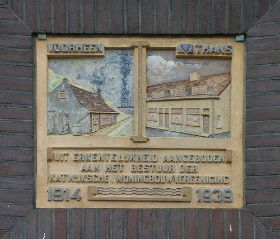 VOORHEEN THANS
UIT ERKENTELIJKHEID AANGEBODEN
AAN HET BESTUUR DER
KATWIJKSCHE WONINGBOUWVEREENIGING
1914 1939